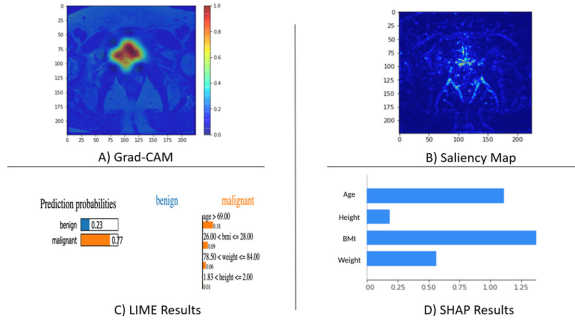 0
25
50
75
100
125
150
175
200
0 25 50 75 100 125 150 175 200
1.0
0.8
0.6
0.4
0.2
0.0
A) Grad-CAM
0
25
50
75
100
125
150
175
200
0 50 100 150 200
B) Saliency Map
Prediction probabilities
benign 0.23
malignant 0.77
benign malignant
age > 69.00
0.18
26.00 < bmi <= 28.00
0.09
78.50 < weight <= 84.00
0.06
1.83 < height <= 2.00
0.01
C) LIME Results
Age
Height
BMI
Weight
.00 0.25 0.50 0.75 1.00 1.25
D) SHAP Results